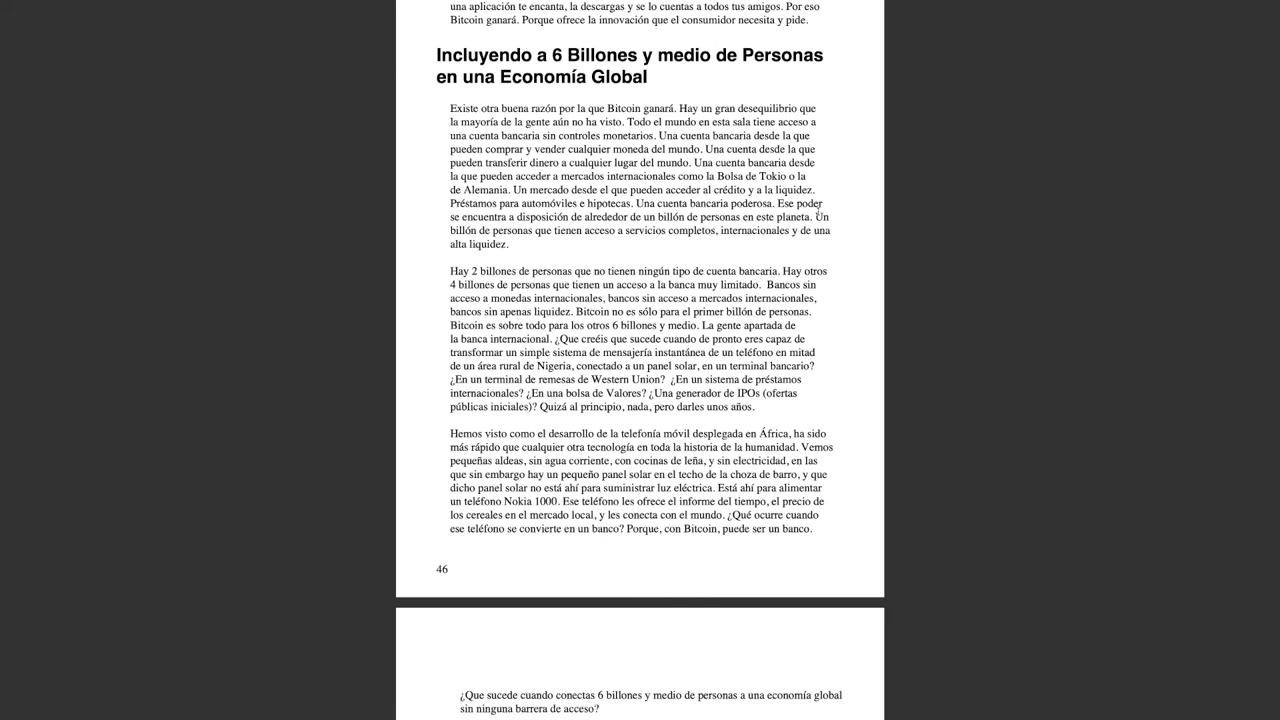 una aplicación te encanta, la descargas y se lo cuentas a todos tus amigos. Por eso
Bitcoin ganará. Porque ofrece la innovación que el consumidor necesita y pide.
Incluyendo a 6 Billones y medio de Personas
en una Economía Global
Existe otra buena razón por la que Bitcoin ganará. Hay un gran desequilibrio que
la mayoría de la gente aún no ha visto. Todo el mundo en esta sala tiene acceso a
una cuenta bancaria sin controles monetarios. Una cuenta bancaria desde la que
pueden comprar y vender cualquier moneda del mundo. Una cuenta desde la que
pueden transferir dinero a cualquier lugar del mundo. Una cuenta bancaria desde
la que pueden acceder a mercados internacionales como la Bolsa de Tokio o la
de Alemania. Un mercado desde el que pueden acceder al crédito y a la liquidez.
Préstamos para automóviles e hipotecas. Una cuenta bancaria poderosa. Ese poder
se encuentra a disposición de alrededor de un billón de personas en este planeta. Un
billón de personas que tienen acceso a servicios completos, internacionales y de una
alta liquidez.
Hay 2 billones de personas que no tienen ningún tipo de cuenta bancaria. Hay otros
4 billones de personas que tienen un acceso a la banca muy limitado.  Bancos sin
acceso a monedas internacionales, bancos sin acceso a mercados internacionales,
bancos sin apenas liquidez. Bitcoin no es sólo para el primer billón de personas.
Bitcoin es sobre todo para los otros 6 billones y medio. La gente apartada de
la banca internacional. ¿Que creéis que sucede cuando de pronto eres capaz de
transformar un simple sistema de mensajería instantánea de un teléfono en mitad
de un área rural de Nigeria, conectado a un panel solar, en un terminal bancario?
¿En un terminal de remesas de Western Union?  ¿En un sistema de préstamos
internacionales? ¿En una bolsa de Valores? ¿Una generador de IPOs (ofertas
públicas iniciales)? Quizá al principio, nada, pero darles unos años.
Hemos visto como el desarrollo de la telefonía móvil desplegada en África, ha sido
más rápido que cualquier otra tecnología en toda la historia de la humanidad. Vemos
pequeñas aldeas, sin agua corriente, con cocinas de leña, y sin electricidad, en las
que sin embargo hay un pequeño panel solar en el techo de la choza de barro, y que
dicho panel solar no está ahí para suministrar luz eléctrica. Está ahí para alimentar
un teléfono Nokia 1000. Ese teléfono les ofrece el informe del tiempo, el precio de
los cereales en el mercado local, y les conecta con el mundo. ¿Qué ocurre cuando
ese teléfono se convierte en un banco? Porque, con Bitcoin, puede ser un banco.
46
¿Que sucede cuando conectas 6 billones y medio de personas a una economía global
sin ninguna barrera de acceso?